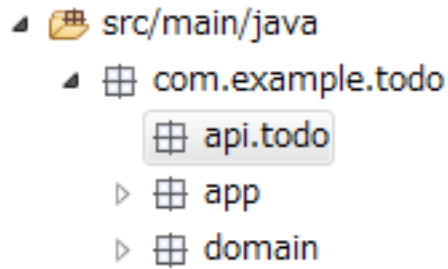 src/main/java
com.example.todo
api.todo
app
domain